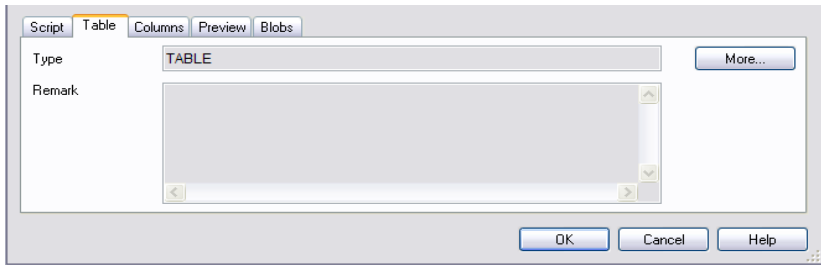 Script Table Columns Preview Blobs
Type TABLE More...
Remark
OK Cancel Help